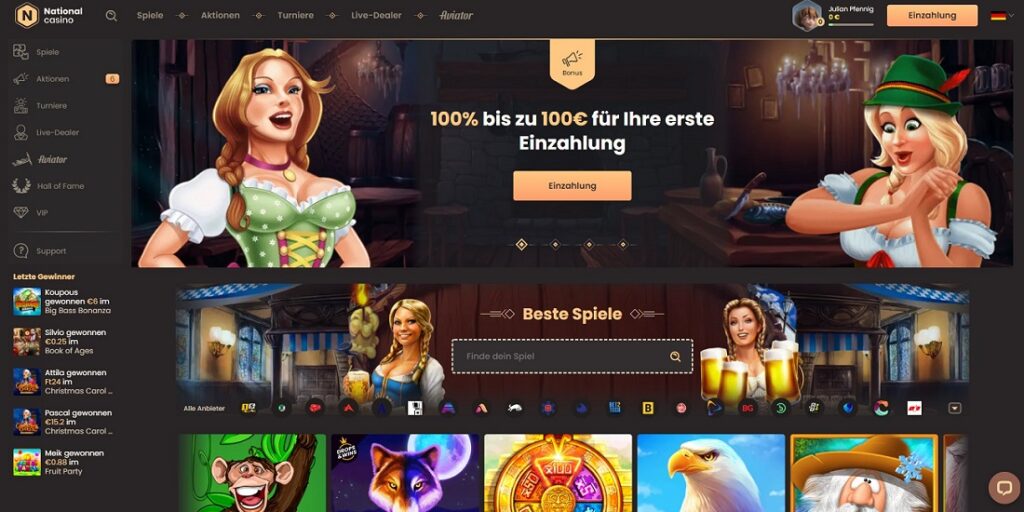 National
casino
Spiele
Aktionen
Turniere
Live-Dealer
Aviator
Julian Pfennig
0 €
Einzahlung
Spiele
Aktionen 6
Turniere
Live-Dealer
Aviator
Hall of Fame
VIP
Support
Bonus
100% bis zu 100€ für Ihre erste
Einzahlung
Einzahlung
Letzte Gewinner
Koupous
gewonnen €6 im
Big Bass Bonanza
Silvio gewonnen
€0.25 im
Book of Ages
Attila gewonnen
Ft24 im
Christmas Carol ...
Pascal gewonnen
€15.2 im
Christmas Carol ...
Meik gewonnen
€0.88 im
Fruit Party
Beste Spiele
Finde dein Spiel
Alle Anbieter
BG
DROPS
&WINS
X100
X50